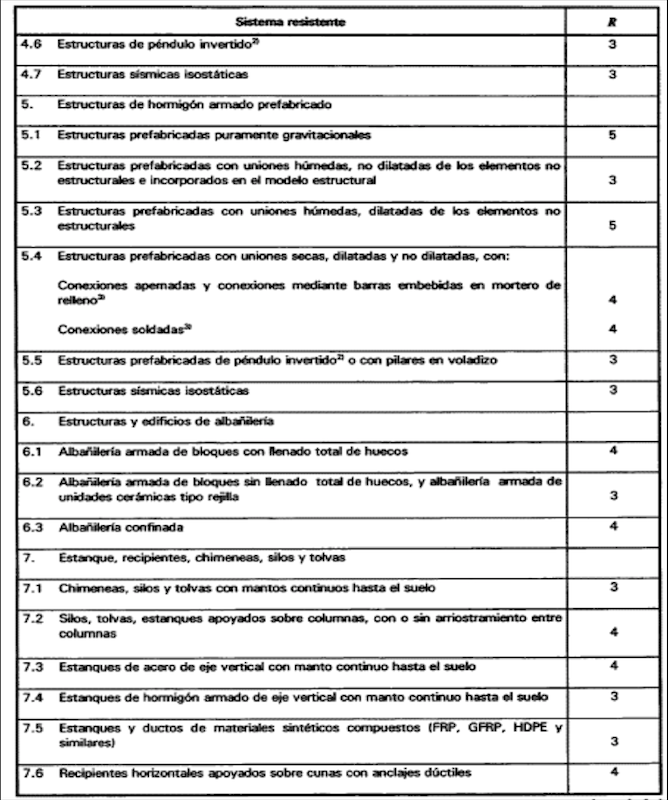 Sistema resistente R
4.6 Estructuras de péndulo invertido²⁾ 3
4.7 Estructuras sísmicas isostáticas 3
5. Estructuras de hormigón armado prefabricado
5.1 Estructuras prefabricadas puramente gravitacionales 5
5.2 Estructuras prefabricadas con uniones húmedas, no dilatadas de los elementos no
estructurales e incorporados en el modelo estructural 3
5.3 Estructuras prefabricadas con uniones húmedas, dilatadas de los elementos no
estructurales 5
5.4 Estructuras prefabricadas con uniones secas, dilatadas y no dilatadas, con:
Conexiones apernadas y conexiones mediante barras embebidas en mortero de
relleno³⁾ 4
Conexiones soldadas³⁾ 4
5.5 Estructuras prefabricadas de péndulo invertido²⁾ o con pilares en voladizo 3
5.6 Estructuras sísmicas isostáticas 3
6. Estructuras y edificios de albañilería
6.1 Albañilería armada de bloques con llenado total de huecos 4
6.2 Albañilería armada de bloques sin llenado total de huecos, y albañilería armada de
unidades cerámicas tipo rejilla 3
6.3 Albañilería confinada 4
7. Estanque, recipientes, chimeneas, silos y tolvas
7.1 Chimeneas, silos y tolvas con mantos continuos hasta el suelo 3
7.2 Silos, tolvas, estanques apoyados sobre columnas, con o sin arriostramiento entre
columnas 4
7.3 Estanques de acero de eje vertical con manto continuo hasta el suelo 4
7.4 Estanques de hormigón armado de eje vertical con manto continuo hasta el suelo 3
7.5 Estanques y ductos de materiales sintéticos compuestos (FRP, GFRP, HDPE y
similares) 3
7.6 Recipientes horizontales apoyados sobre cunas con anclajes dúctiles 4